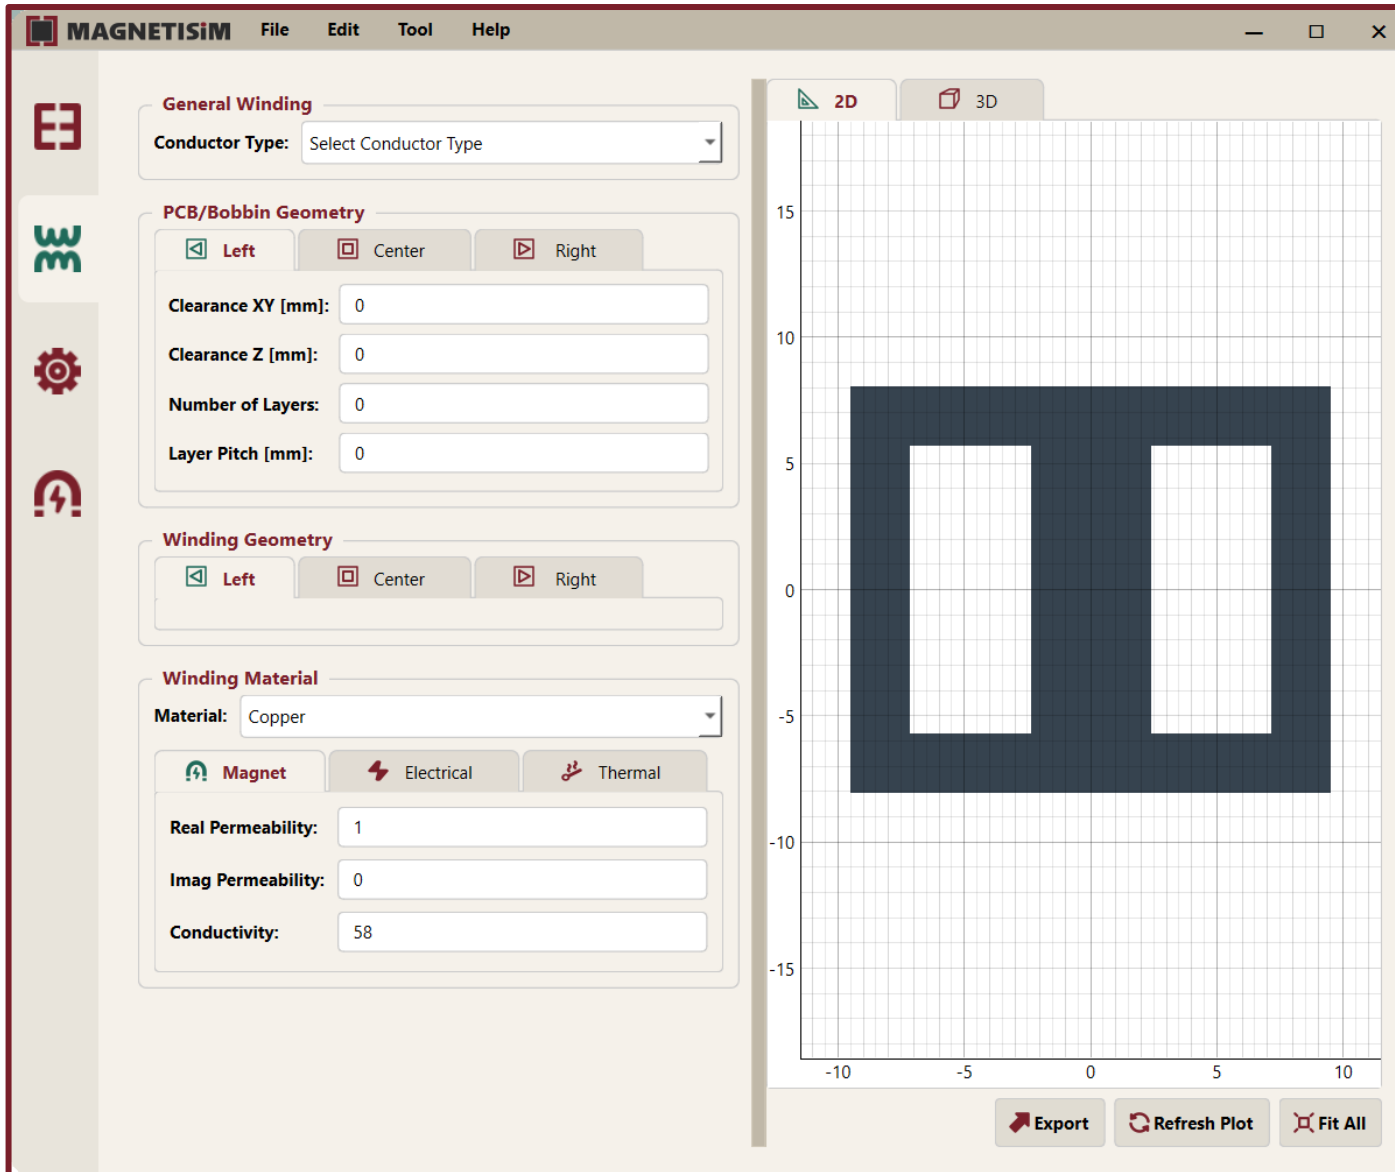 MAGNETISiM File Edit Tool Help
General Winding
Conductor Type: Select Conductor Type
PCB/Bobbin Geometry
Left Center Right
Clearance XY [mm]: 0
Clearance Z [mm]: 0
Number of Layers: 0
Layer Pitch [mm]: 0
Winding Geometry
Left Center Right
Winding Material
Material: Copper
Magnet Electrical Thermal
Real Permeability: 1
Imag Permeability: 0
Conductivity: 58
2D 3D
15
10
5
0
-5
-10
-15
-10 -5 0 5 10
Export Refresh Plot Fit All